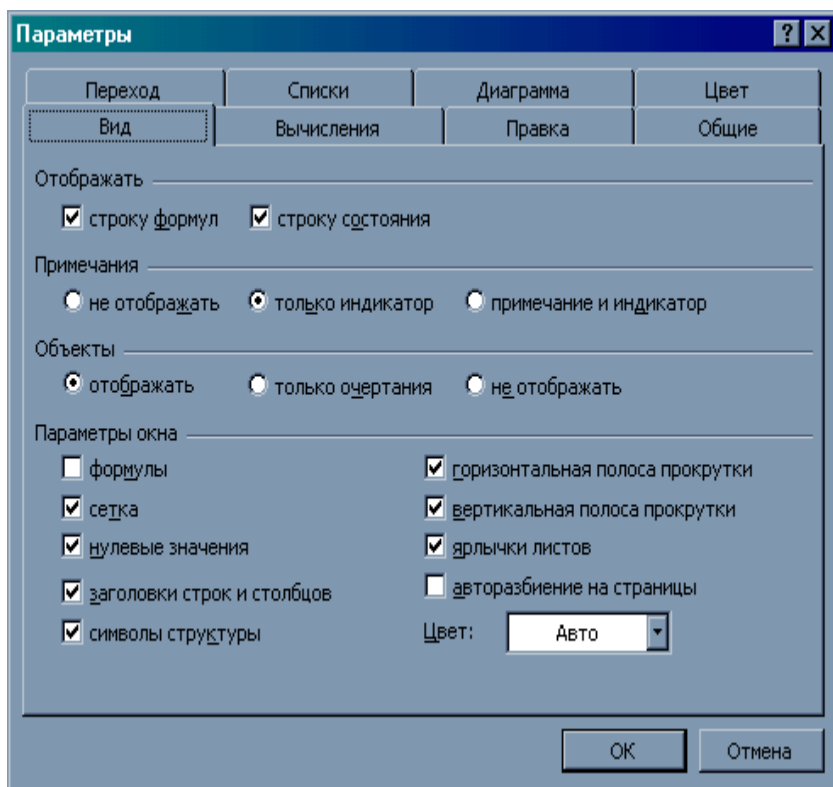 Параметры
Переход Списки Диаграмма Цвет
Вид Вычисления Правка Общие
Отображать
строку формул строку состояния
Примечания
не отображать только индикатор примечание и индикатор
Объекты
отображать только очертания не отображать
Параметры окна
формулы горизонтальная полоса прокрутки
сетка вертикальная полоса прокрутки
нулевые значения ярлычки листов
заголовки строк и столбцов авторазбиение на страницы
символы структуры Цвет: Авто
ОК Отмена